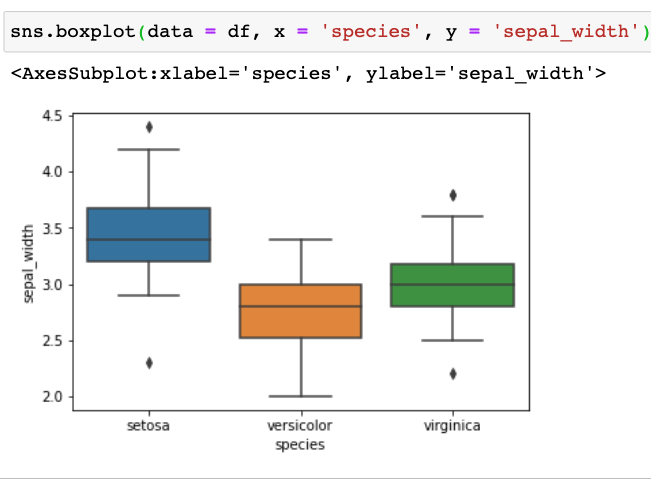 sns.boxplot(data = df, x = 'species', y = 'sepal_width')
<AxesSubplot:xlabel='species', ylabel='sepal_width'>
4.5
4.0
3.5
3.0
2.5
2.0
sepal_width
setosa versicolor virginica
species